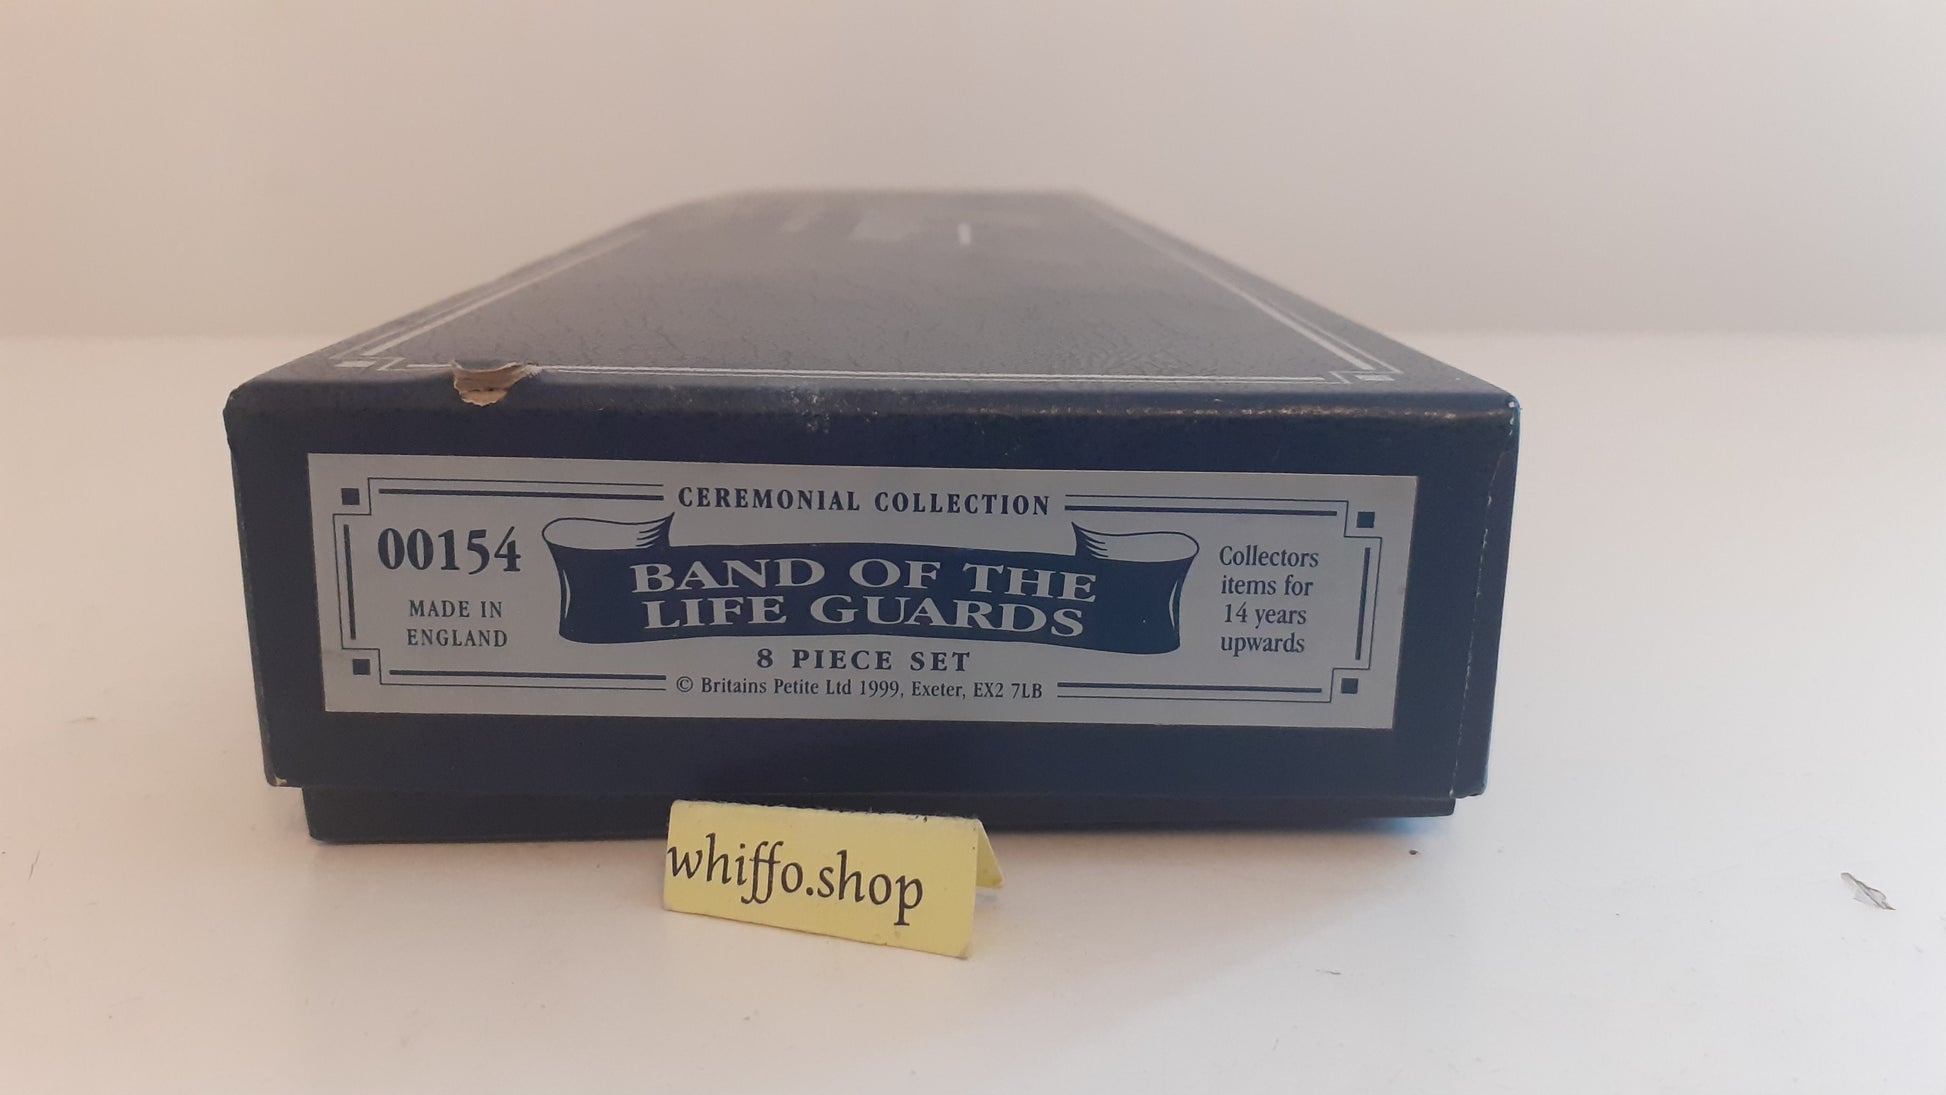 CEREMONIAL COLLECTION
00154
MADE IN
ENGLAND
BAND OF THE
LIFE GUARDS
8 PIECE SET
© Britains Petite Ltd 1999, Exeter, EX2 7LB
Collectors
items for
14 years
upwards
whiffo.shop